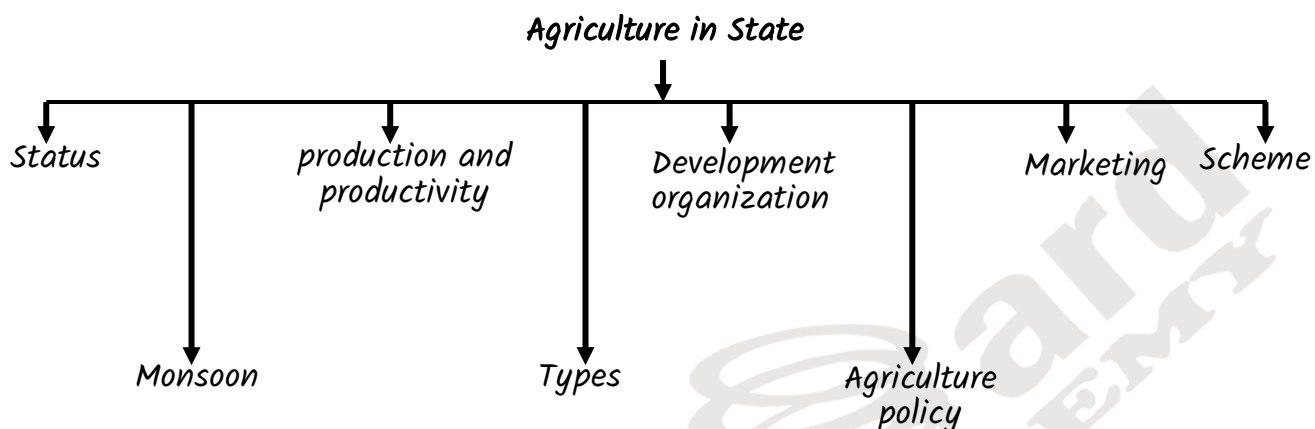 Agriculture in State
Status
production and
productivity
Development
organization
Marketing
Scheme
Monsoon
Types
Agriculture
policy